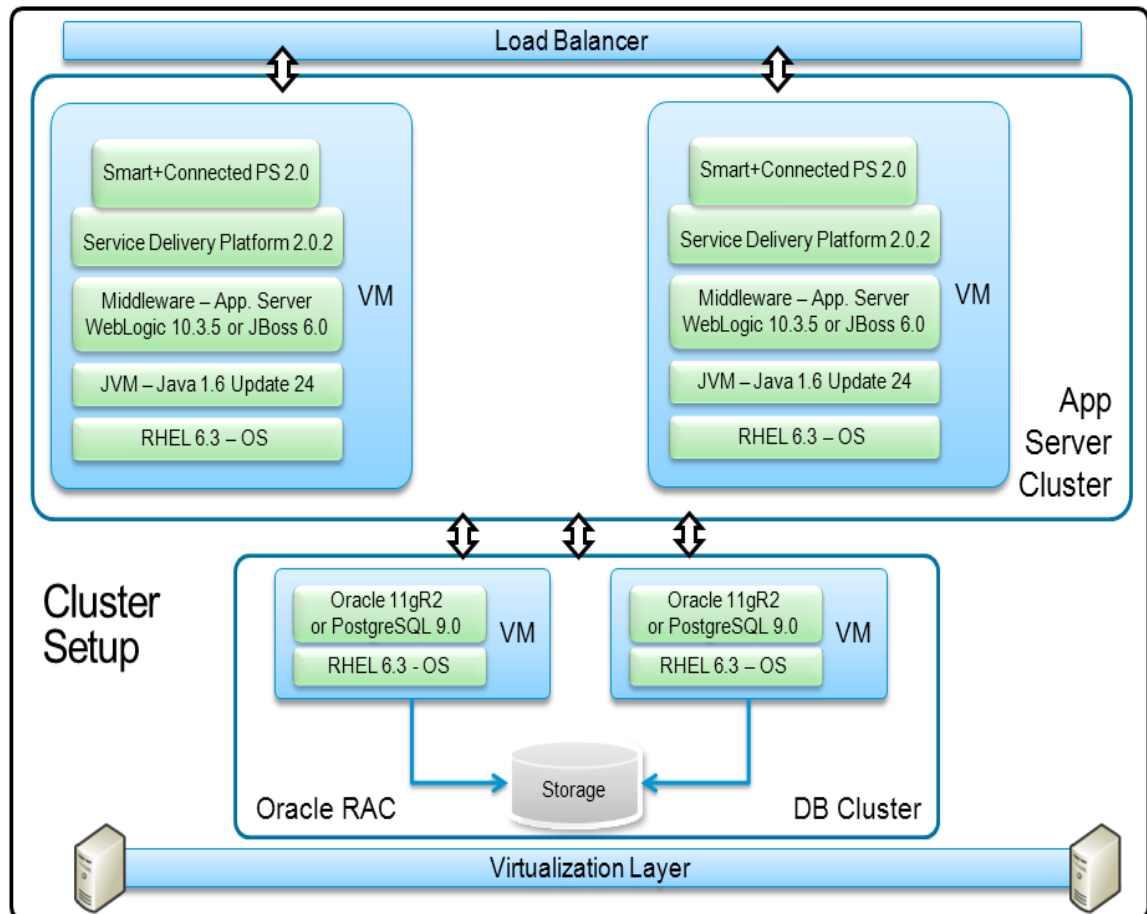 Load Balancer
Smart+Connected PS 2.0
Service Delivery Platform 2.0.2
Middleware – App. Server
WebLogic 10.3.5 or JBoss 6.0
JVM – Java 1.6 Update 24
RHEL 6.3 – OS
VM
Smart+Connected PS 2.0
Service Delivery Platform 2.0.2
Middleware – App. Server
WebLogic 10.3.5 or JBoss 6.0
JVM – Java 1.6 Update 24
RHEL 6.3 – OS
VM
App
Server
Cluster
Cluster
Setup
Oracle 11gR2
or PostgreSQL 9.0
RHEL 6.3 - OS
VM
Oracle 11gR2
or PostgreSQL 9.0
RHEL 6.3 – OS
VM
Storage
Oracle RAC
DB Cluster
Virtualization Layer